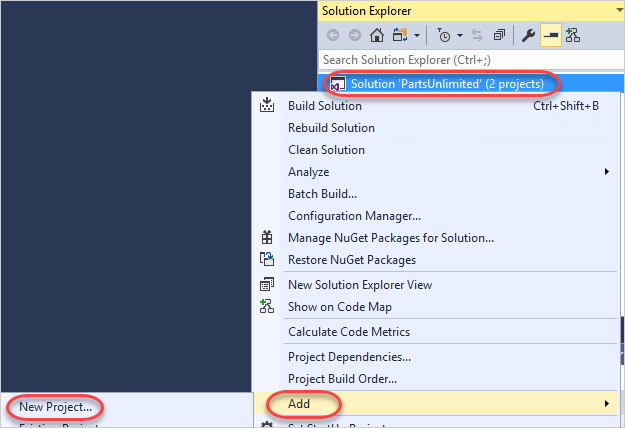 Solution Explorer
Search Solution Explorer (Ctrl+;)
Solution 'PartsUnlimited' (2 projects)
Build Solution Ctrl+Shift+B
Rebuild Solution
Clean Solution
Analyze
Batch Build...
Configuration Manager...
Manage NuGet Packages for Solution...
Restore NuGet Packages
New Solution Explorer View
Show on Code Map
Calculate Code Metrics
Project Dependencies...
Project Build Order...
Add
New Project...